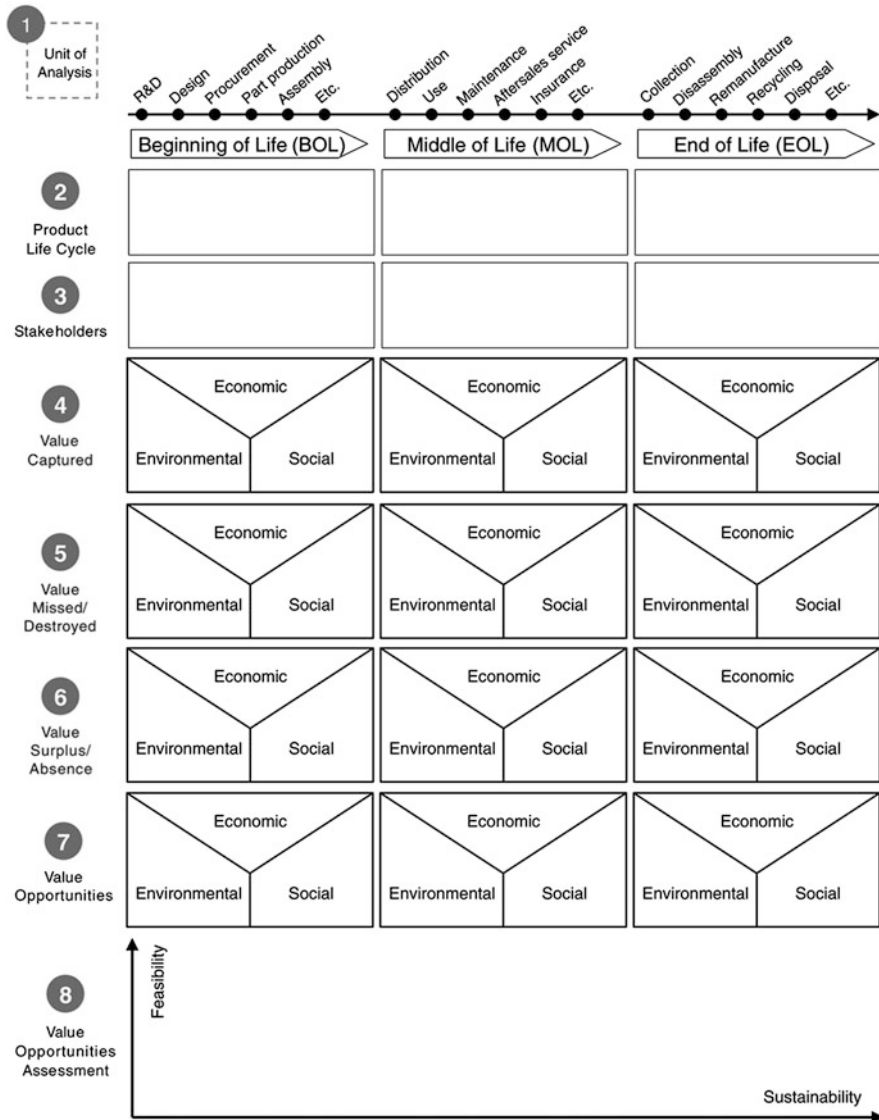 1
Unit of
Analysis
R&D
Design
Procurement
Part production
Assembly
Etc.
Distribution
Use
Maintenance
Aftersales service
Insurance
Etc.
Collection
Disassembly
Remanufacture
Recycling
Disposal
Etc.
Beginning of Life (BOL)
Middle of Life (MOL)
End of Life (EOL)
2
Product
Life Cycle
3
Stakeholders
4
Value
Captured
Economic
Environmental
Social
Economic
Environmental
Social
Economic
Environmental
Social
5
Value
Missed/
Destroyed
Economic
Environmental
Social
Economic
Environmental
Social
Economic
Environmental
Social
6
Value
Surplus/
Absence
Economic
Environmental
Social
Economic
Environmental
Social
Economic
Environmental
Social
7
Value
Opportunities
Economic
Environmental
Social
Economic
Environmental
Social
Economic
Environmental
Social
8
Value
Opportunities
Assessment
Feasibility
Sustainability